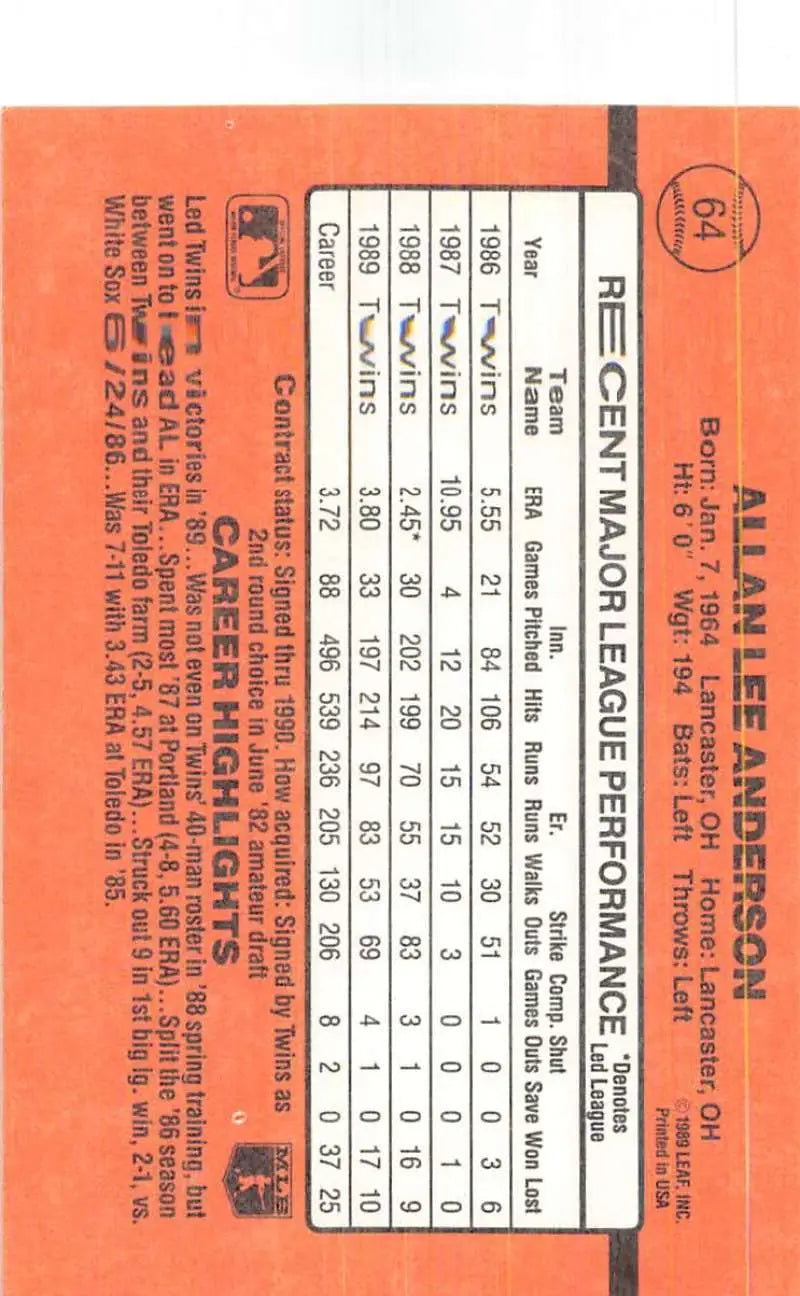 64
ALLAN LEE ANDERSON
Born: Jan. 7, 1964 Lancaster, OH Home: Lancaster, OH
Ht: 6' 0" Wgt: 194 Bats: Left Throws: Left
© 1989 LEAF, INC.
Printed in USA
RECENT MAJOR LEAGUE PERFORMANCE *Denotes Led League
Year Team Name ERA Games Inn. Pitched Hits Runs Er. Runs Walks Strike Outs Comp. Games Shut Outs Save Won Lost
1986 Twins 5.55 21 84 106 54 52 30 51 1 0 0 3 6
1987 Twins 10.95 4 12 20 15 15 10 3 0 0 0 1 0
1988 Twins 2.45* 30 202 199 70 55 37 83 3 1 0 16 9
1989 Twins 3.80 33 197 214 97 83 53 69 4 1 0 17 10
Career 3.72 88 496 539 236 205 130 206 8 2 0 37 25
Contract status: Signed thru 1990. How acquired: Signed by Twins as
2nd round choice in June '82 amateur draft
CAREER HIGHLIGHTS
MLB
Led Twins in victories in '89...Was not even on Twins' 40-man roster in '88 spring training, but
went on to lead AL in ERA...Spent most '87 at Portland (4-8, 5.60 ERA)...Split the '86 season
between Twins and their Toledo farm (2-5, 4.57 ERA)...Struck out 9 in 1st big lg. win, 2-1, vs.
White Sox 6/24/86...Was 7-11 with 3.43 ERA at Toledo in '85.